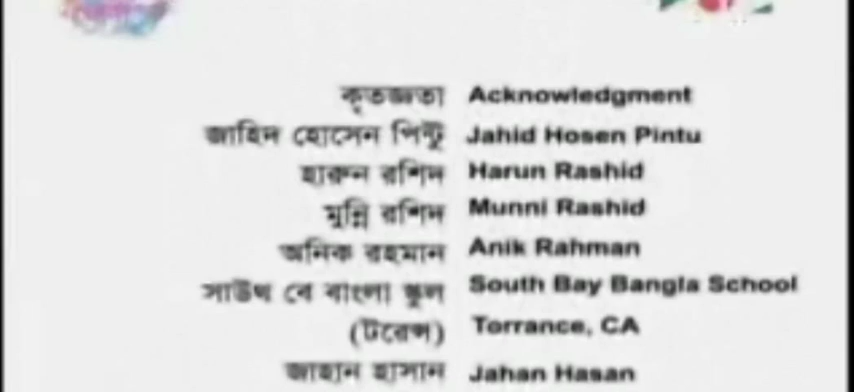 কৃতজ্ঞতা Acknowledgment
জাহিদ হোসেন পিন্টু Jahid Hosen Pintu
হারুন রশিদ Harun Rashid
মুন্নি রশিদ Munni Rashid
অনিক রহমান Anik Rahman
সাউথ বে বাংলা স্কুল South Bay Bangla School
(টরেন্স) Torrance, CA
জাহান হাসান Jahan Hasan